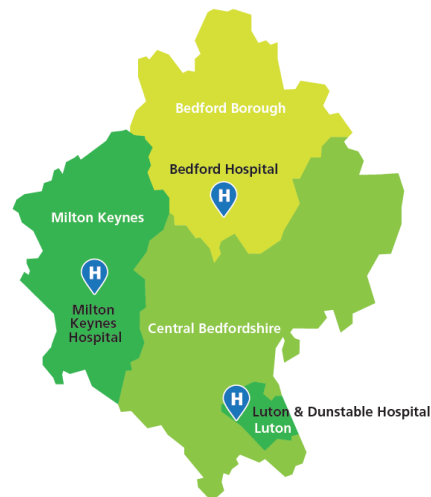 Bedford Borough
Bedford Hospital
H
Milton Keynes
H
Milton
Keynes
Hospital
Central Bedfordshire
H
Luton & Dunstable Hospital
Luton